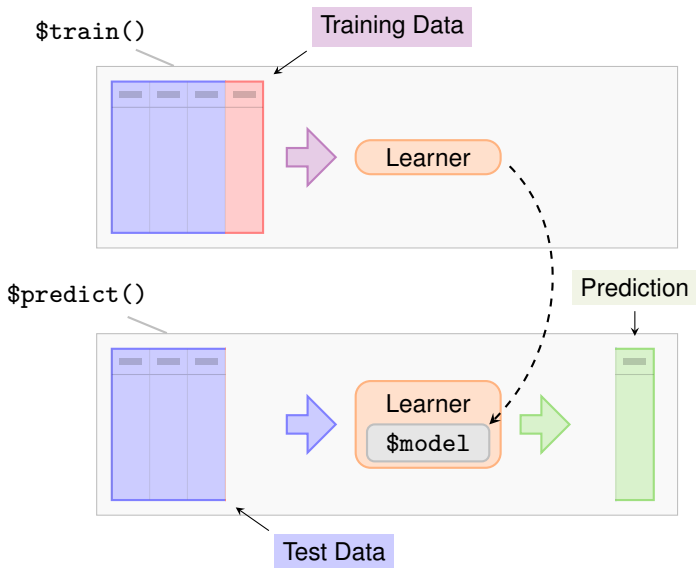 $train()
Training Data
Learner
$predict()
Prediction
Learner
$model
Test Data